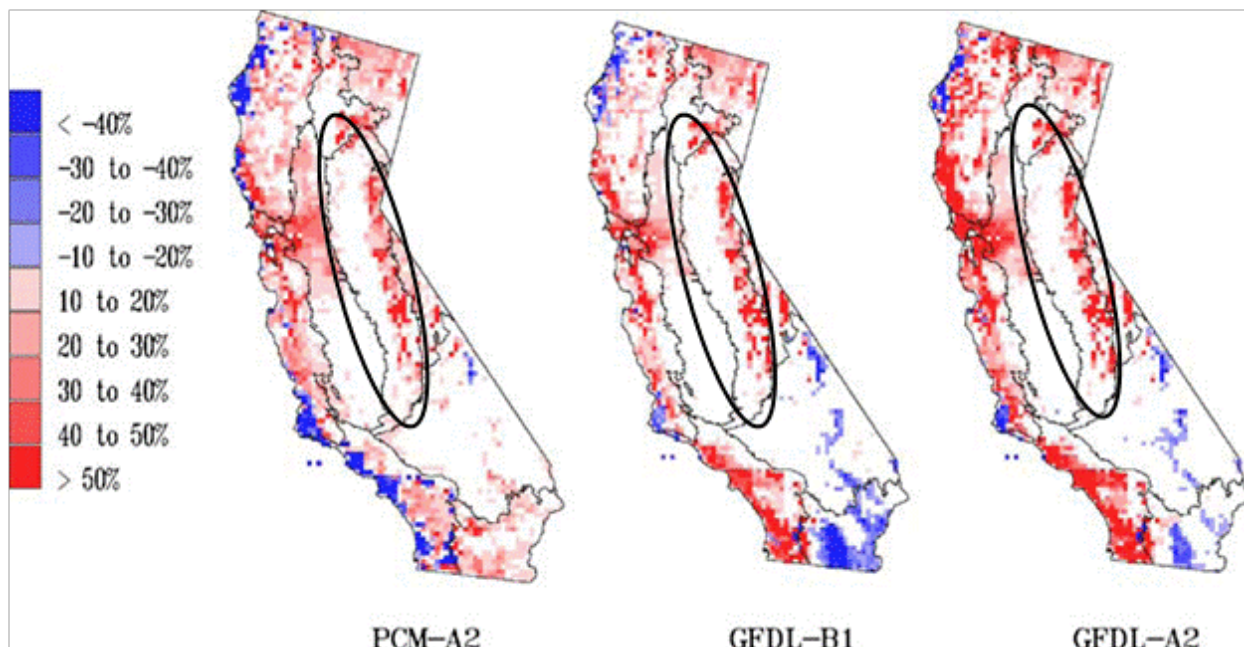 < -40%
-30 to -40%
-20 to -30%
-10 to -20%
10 to 20%
20 to 30%
30 to 40%
40 to 50%
> 50%
PCM-A2 GFDL-B1 GFDL-A2